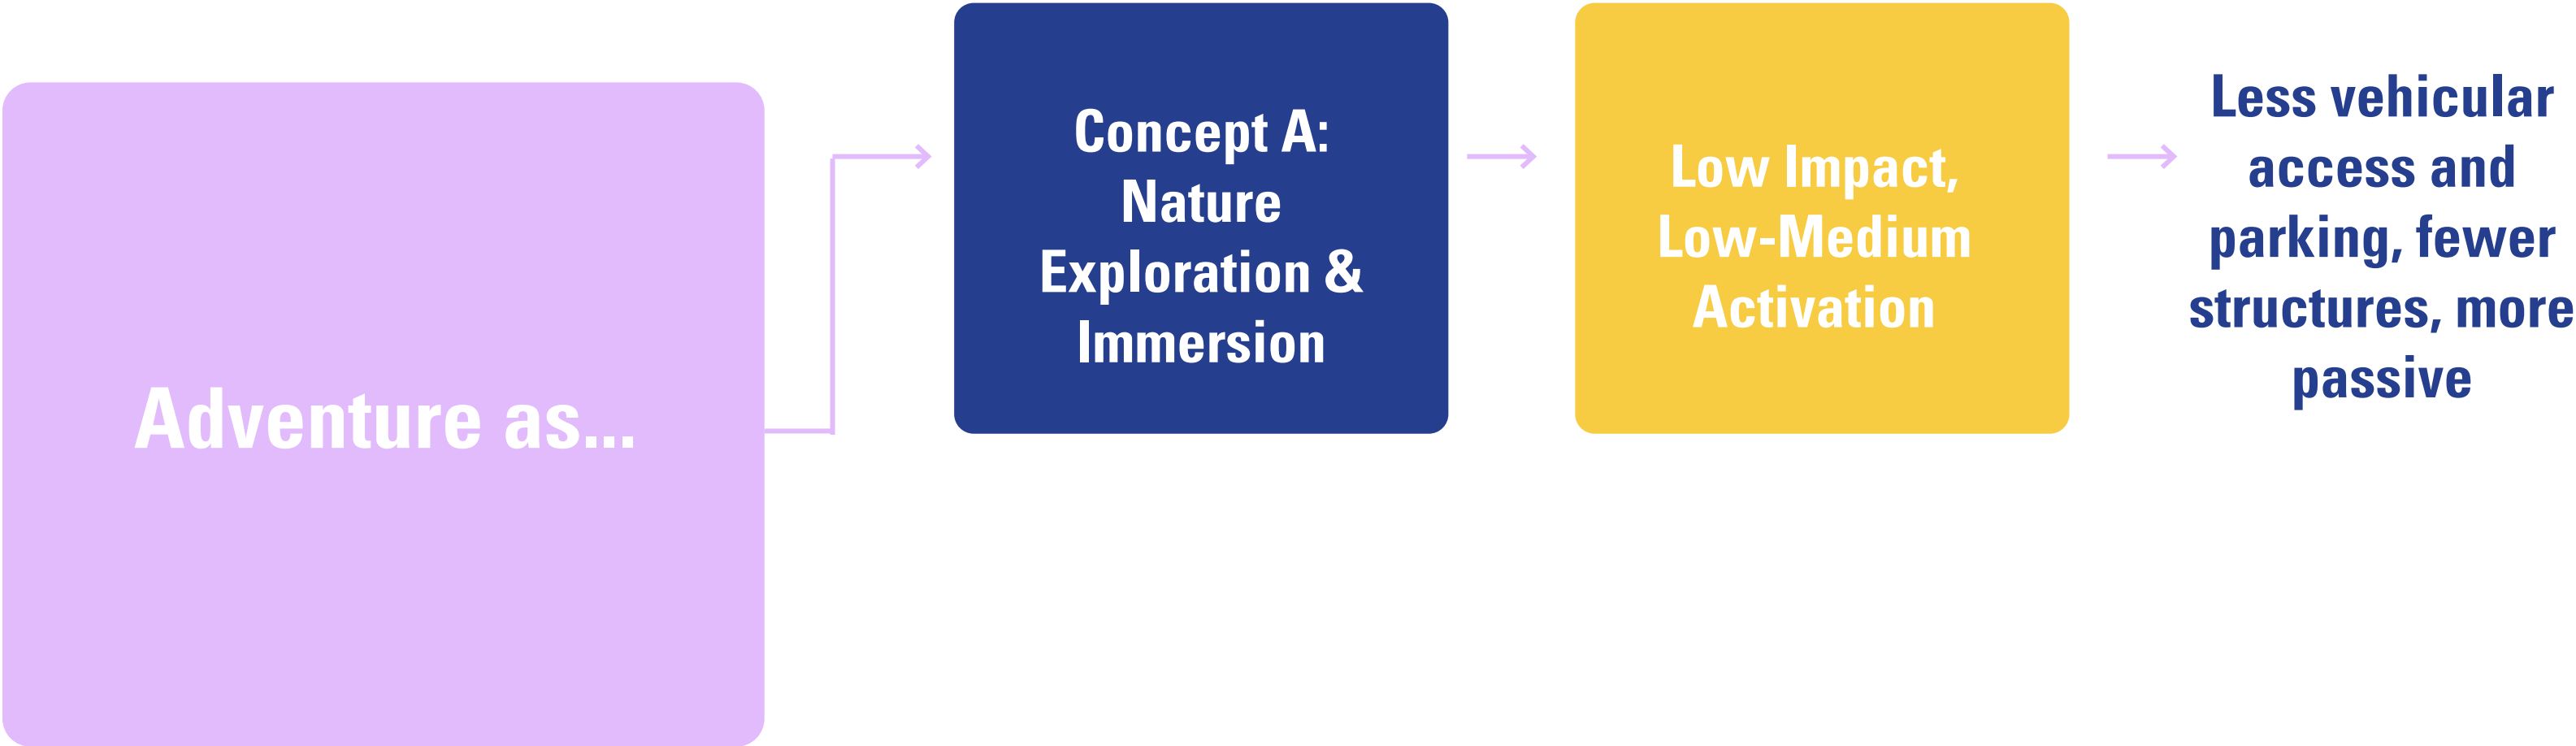 Adventure as...
Concept A:
Nature
Exploration &
Immersion
Low Impact,
Low-Medium
Activation
Less vehicular
access and
parking, fewer
structures, more
passive